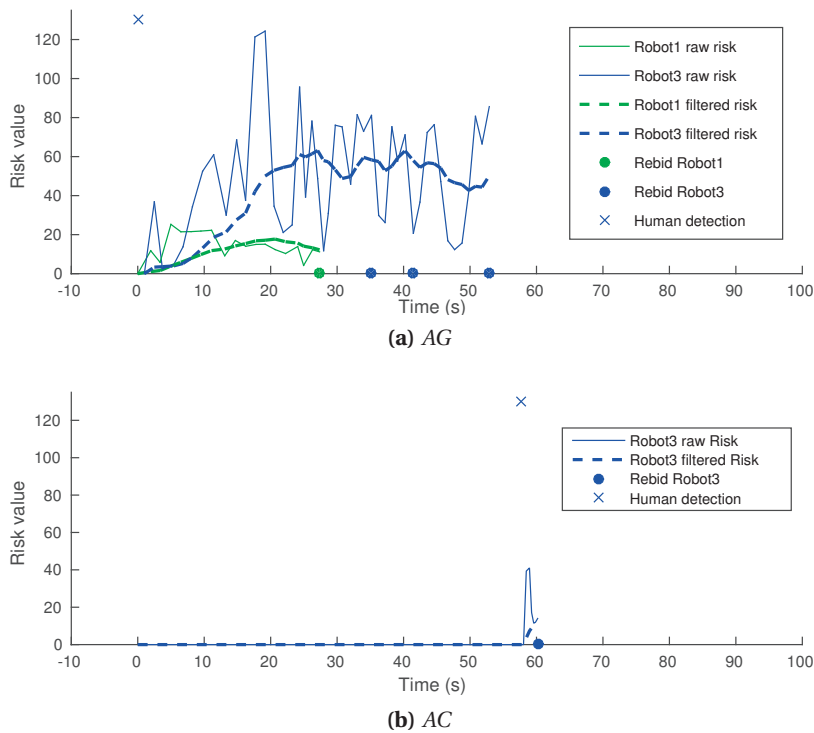 120
100
80
60
40
20
0
Risk value
-10 0 10 20 30 40 50 60 70 80 90 100
Time (s)
Robot1 raw risk
Robot3 raw risk
Robot1 filtered risk
Robot3 filtered risk
Rebid Robot1
Rebid Robot3
Human detection
(a) AG
120
100
80
60
40
20
0
Risk value
-10 0 10 20 30 40 50 60 70 80 90 100
Time (s)
Robot3 raw Risk
Robot3 filtered Risk
Rebid Robot3
Human detection
(b) AC